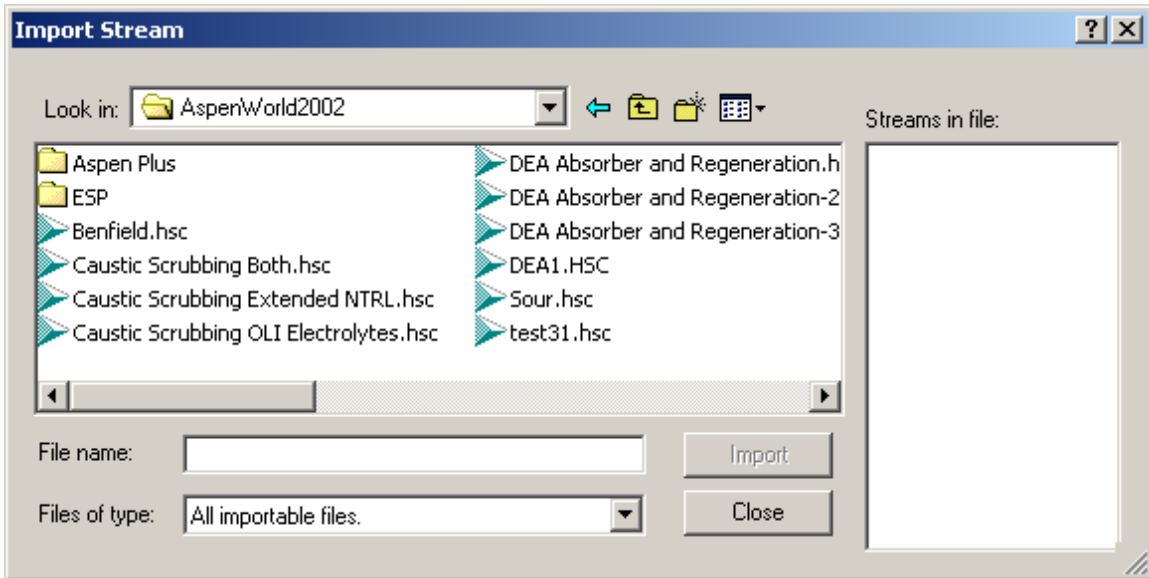 Import Stream
Look in: AspenWorld2002
Streams in file:
Aspen Plus
ESP
Benfield.hsc
Caustic Scrubbing Both.hsc
Caustic Scrubbing Extended NTRL.hsc
Caustic Scrubbing OLI Electrolytes.hsc
DEA Absorber and Regeneration.h
DEA Absorber and Regeneration-2
DEA Absorber and Regeneration-3
DEA1.HSC
Sour.hsc
test31.hsc
File name:
Import
Files of type: All importable files.
Close